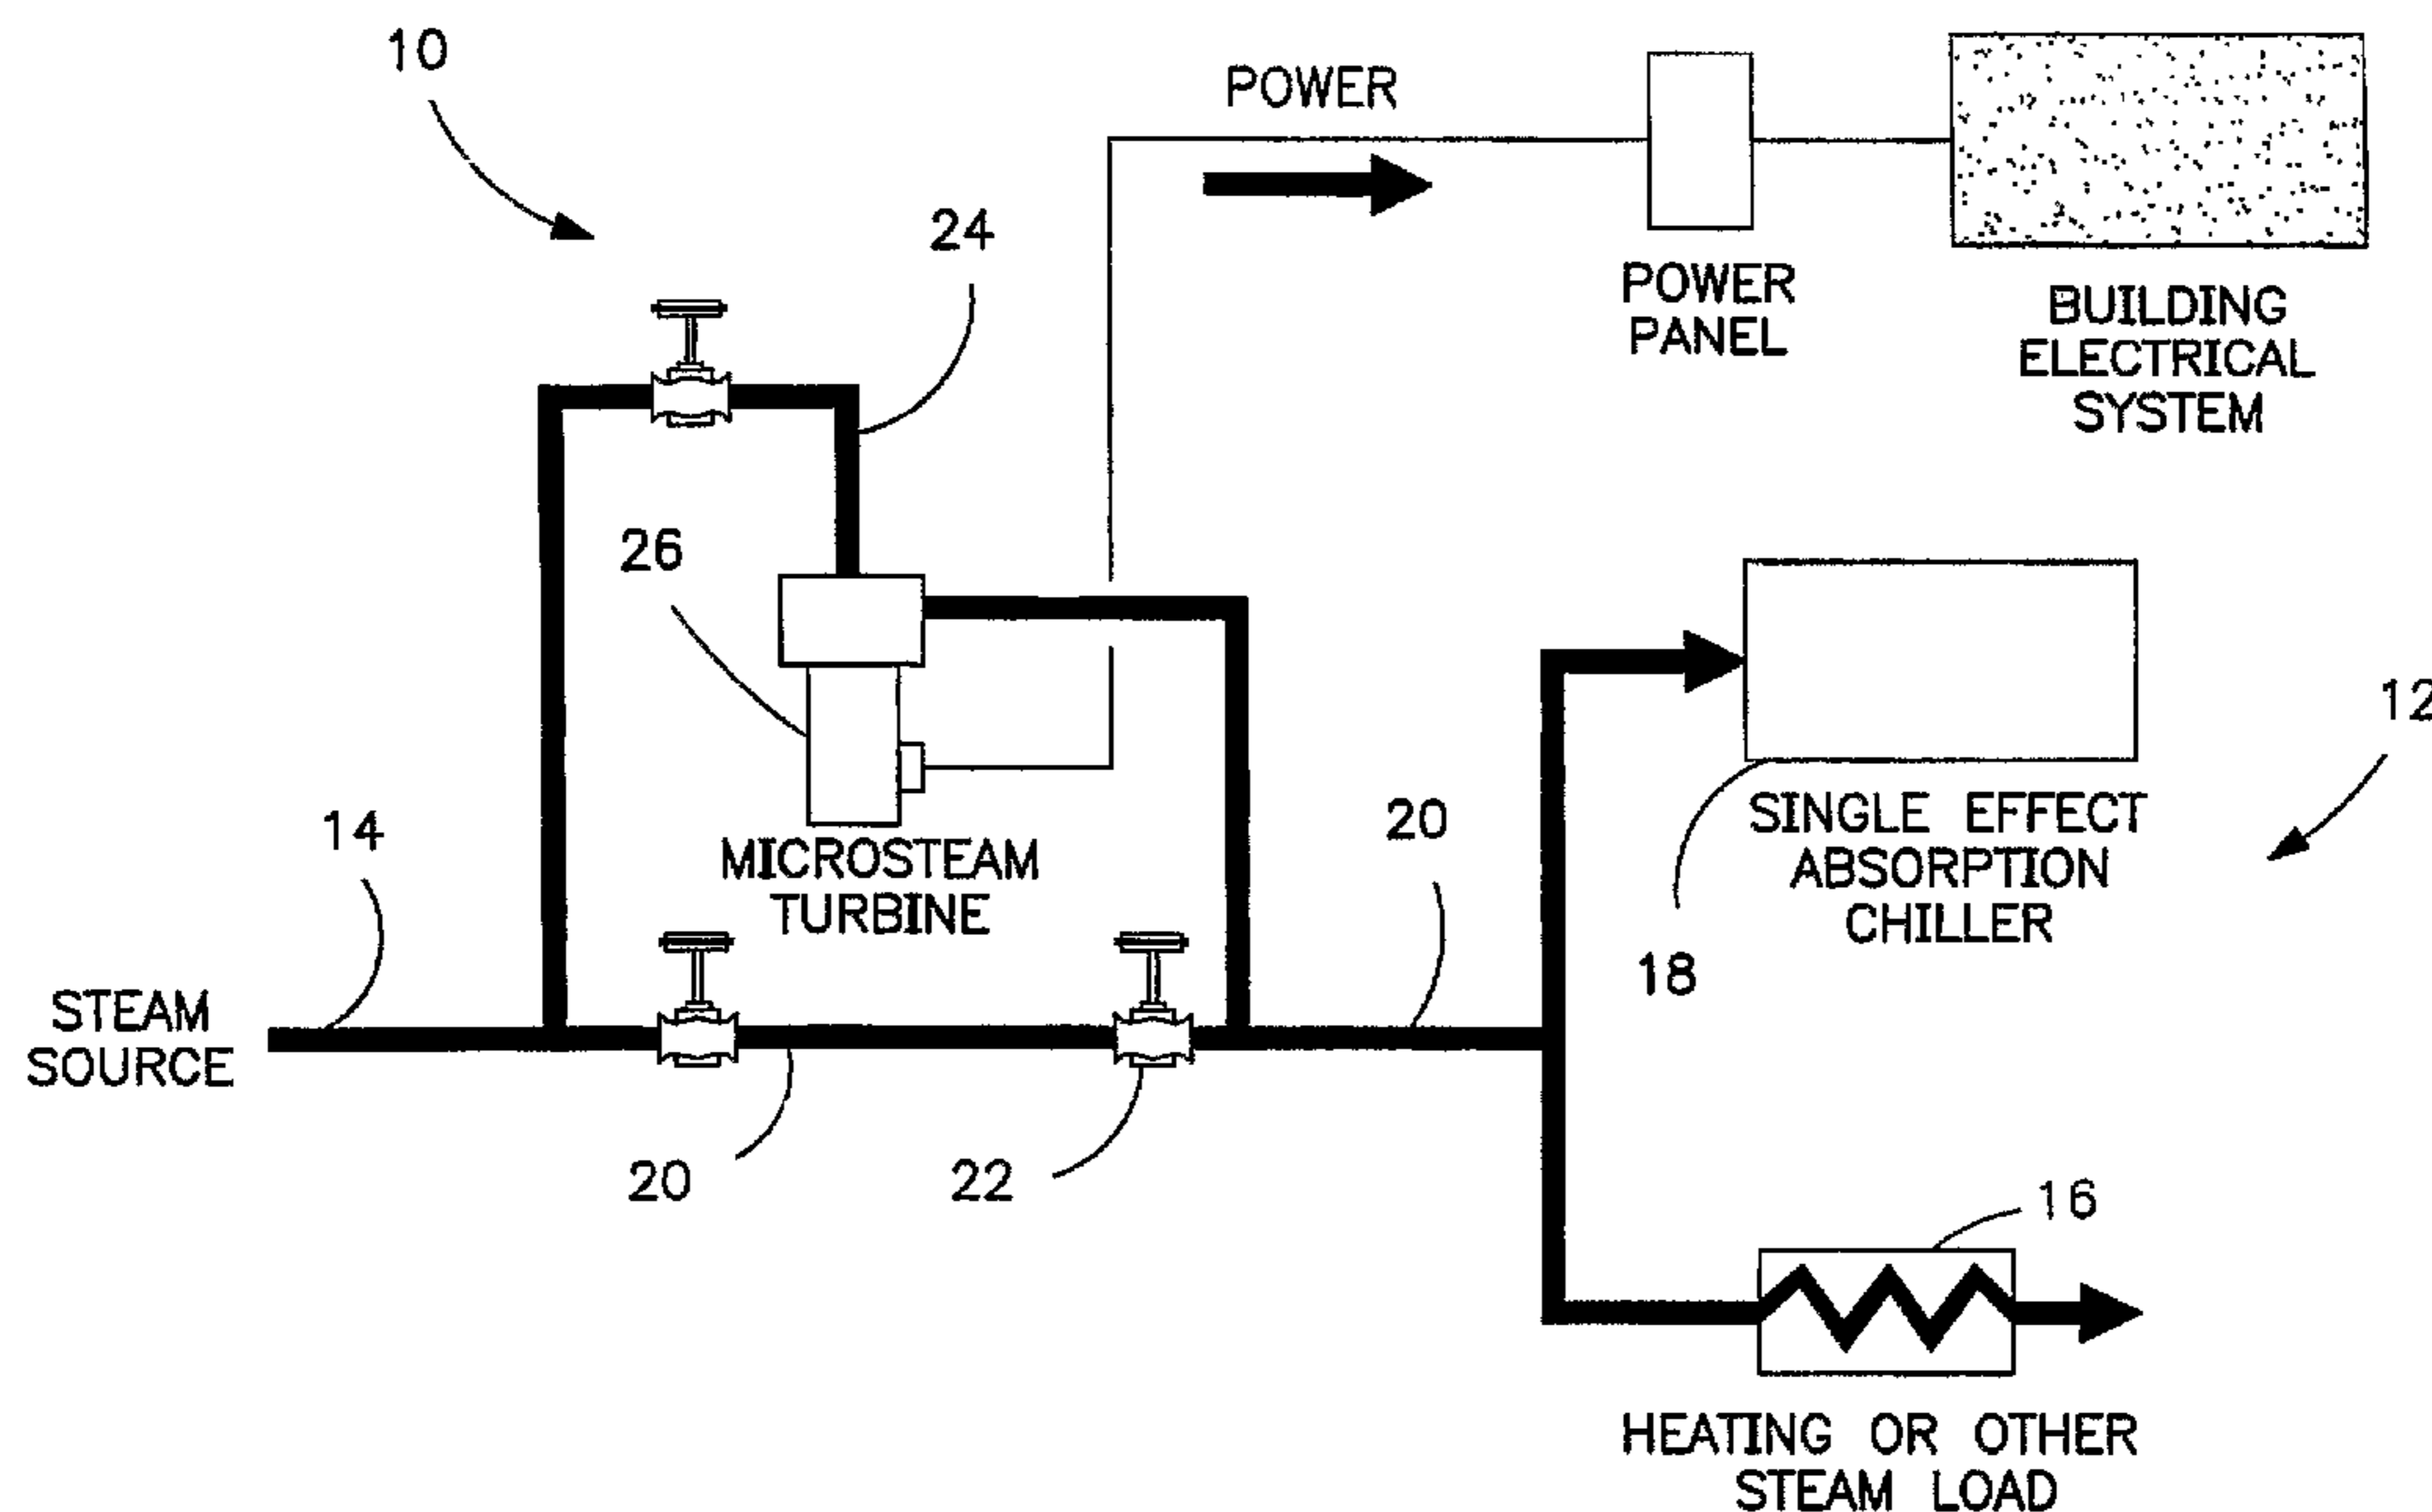 10
POWER
24
POWER
PANEL
BUILDING
ELECTRICAL
SYSTEM
26
12
14
MICROSTEAM
TURBINE
20
SINGLE EFFECT
ABSORPTION
CHILLER
18
STEAM
SOURCE
20
22
16
HEATING OR OTHER
STEAM LOAD